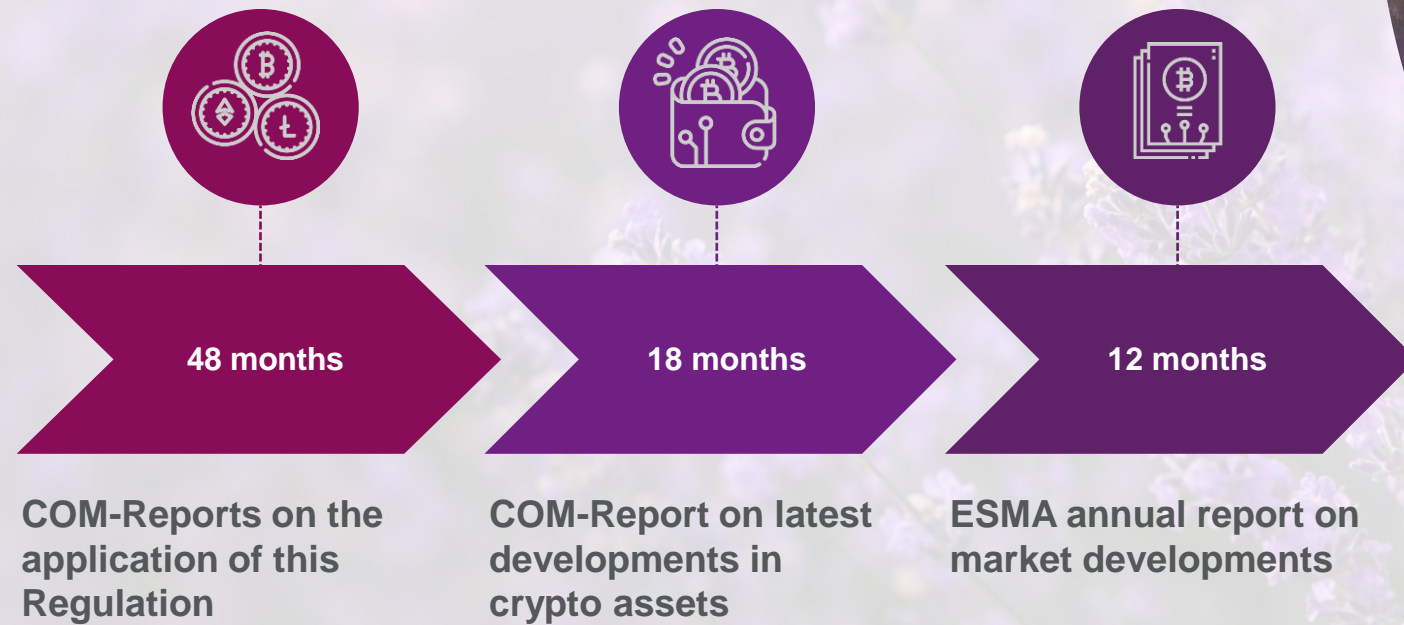 48 months
18 months
12 months
COM-Reports on the
application of this
Regulation
COM-Report on latest
developments in
crypto assets
ESMA annual report on
market developments